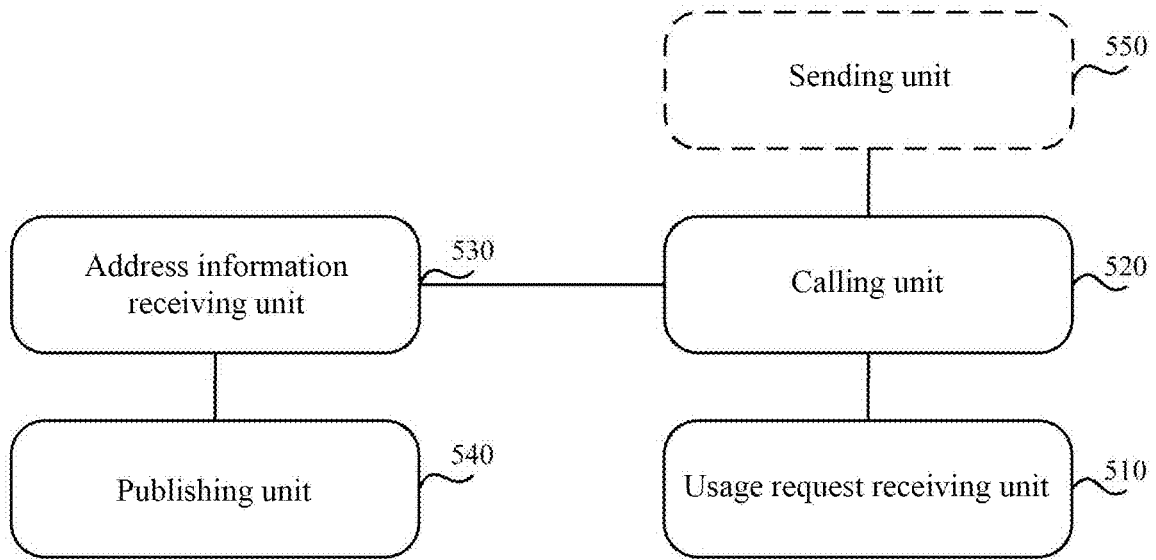 550
Sending unit
530
Address information
receiving unit
520
Calling unit
540
Publishing unit
510
Usage request receiving unit